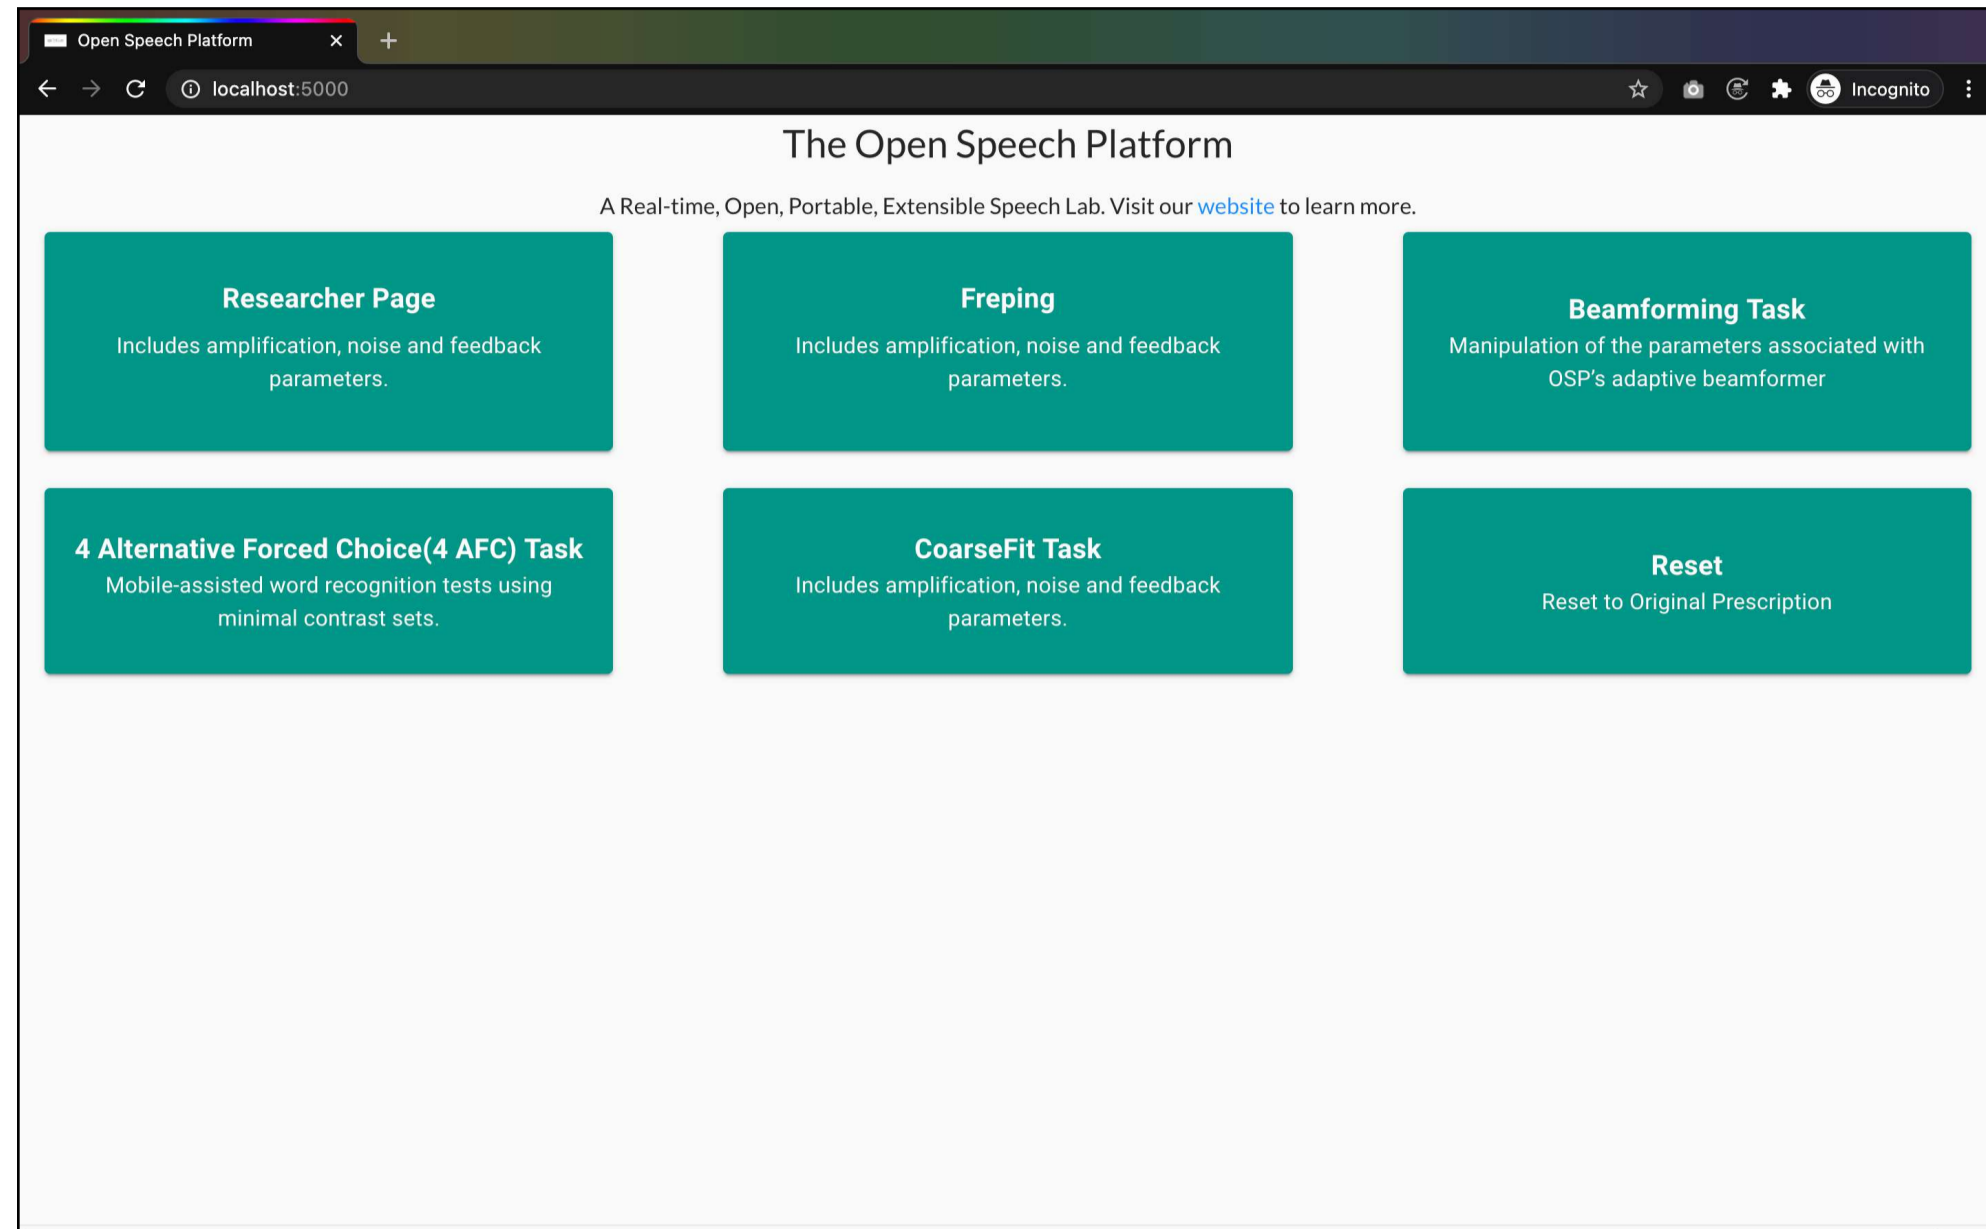 Open Speech Platform
localhost:5000
Incognito
The Open Speech Platform
A Real-time, Open, Portable, Extensible Speech Lab. Visit our website to learn more.
Researcher Page
Includes amplification, noise and feedback
parameters.
Freping
Includes amplification, noise and feedback
parameters.
Beamforming Task
Manipulation of the parameters associated with
OSP’s adaptive beamformer
4 Alternative Forced Choice(4 AFC) Task
Mobile-assisted word recognition tests using
minimal contrast sets.
CoarseFit Task
Includes amplification, noise and feedback
parameters.
Reset
Reset to Original Prescription